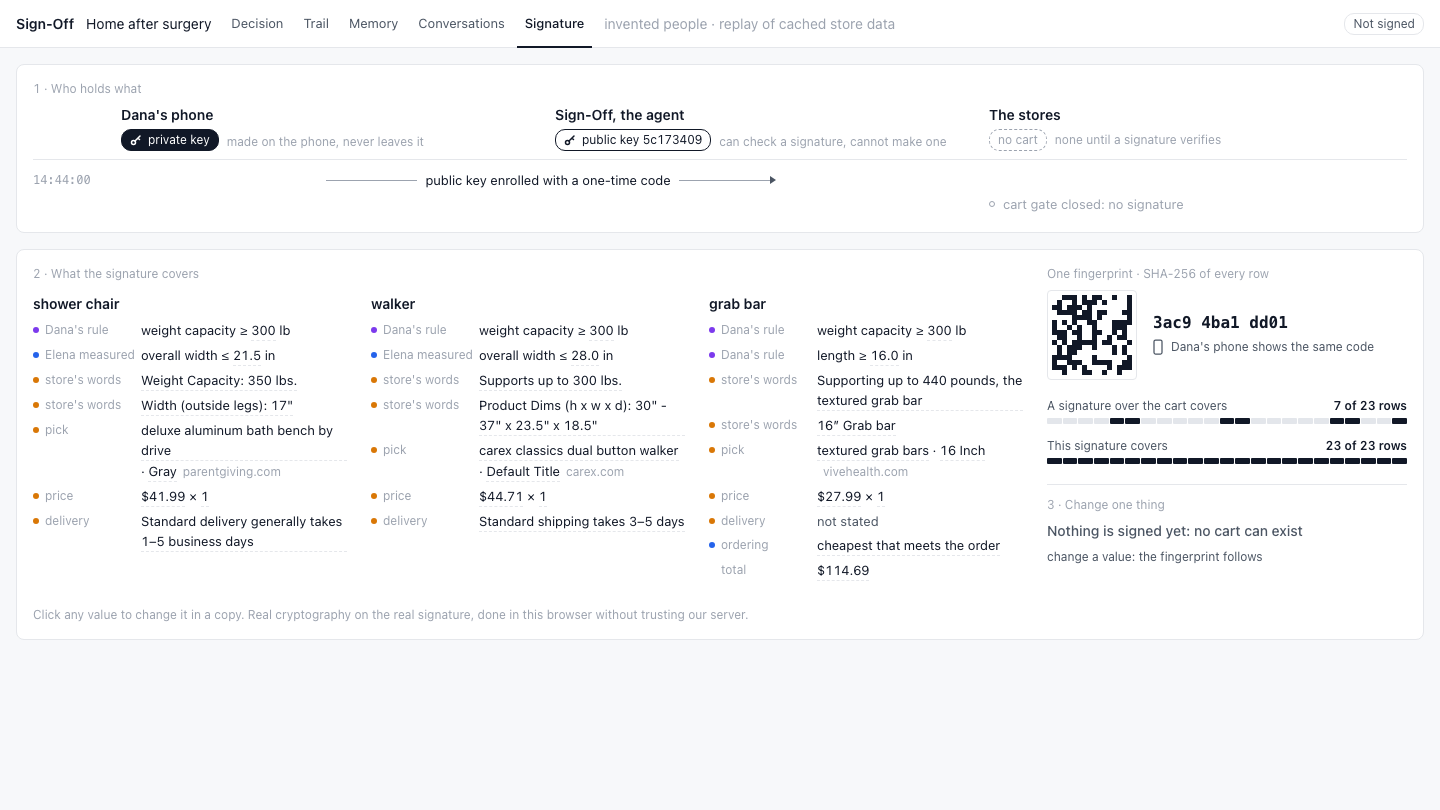 Sign-Off Home after surgery Decision Trail Memory Conversations Signature invented people · replay of cached store data Not signed
1 · Who holds what
Dana's phone
private key made on the phone, never leaves it
Sign-Off, the agent
public key 5c173409 can check a signature, cannot make one
The stores
no cart none until a signature verifies
14:44:00 public key enrolled with a one-time code
cart gate closed: no signature
2 · What the signature covers
shower chair
Dana's rule weight capacity ≥ 300 lb
Elena measured overall width ≤ 21.5 in
store's words Weight Capacity: 350 lbs.
store's words Width (outside legs): 17"
pick deluxe aluminum bath bench by
drive
· Gray parentgiving.com
price $41.99 × 1
delivery Standard delivery generally takes
1–5 business days
walker
Dana's rule weight capacity ≥ 300 lb
Elena measured overall width ≤ 28.0 in
store's words Supports up to 300 lbs.
store's words Product Dims (h x w x d): 30" -
37" x 23.5" x 18.5"
pick carex classics dual button walker
· Default Title carex.com
price $44.71 × 1
delivery Standard shipping takes 3–5 days
grab bar
Dana's rule weight capacity ≥ 300 lb
Dana's rule length ≥ 16.0 in
store's words Supporting up to 440 pounds, the
textured grab bar
store's words 16″ Grab bar
pick textured grab bars · 16 Inch
vivehealth.com
price $27.99 × 1
delivery not stated
ordering cheapest that meets the order
total $114.69
One fingerprint · SHA-256 of every row
3ac9 4ba1 dd01
Dana's phone shows the same code
A signature over the cart covers 7 of 23 rows
This signature covers 23 of 23 rows
3 · Change one thing
Nothing is signed yet: no cart can exist
change a value: the fingerprint follows
Click any value to change it in a copy. Real cryptography on the real signature, done in this browser without trusting our server.